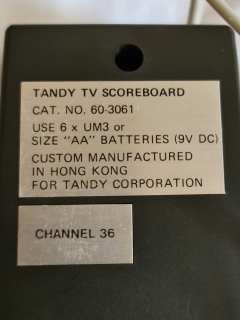 TANDY TV SCOREBOARD
CAT. NO. 60-3061
USE 6 x UM3 or
SIZE "AA" BATTERIES (9V DC)
CUSTOM MANUFACTURED
IN HONG KONG
FOR TANDY CORPORATION
CHANNEL 36